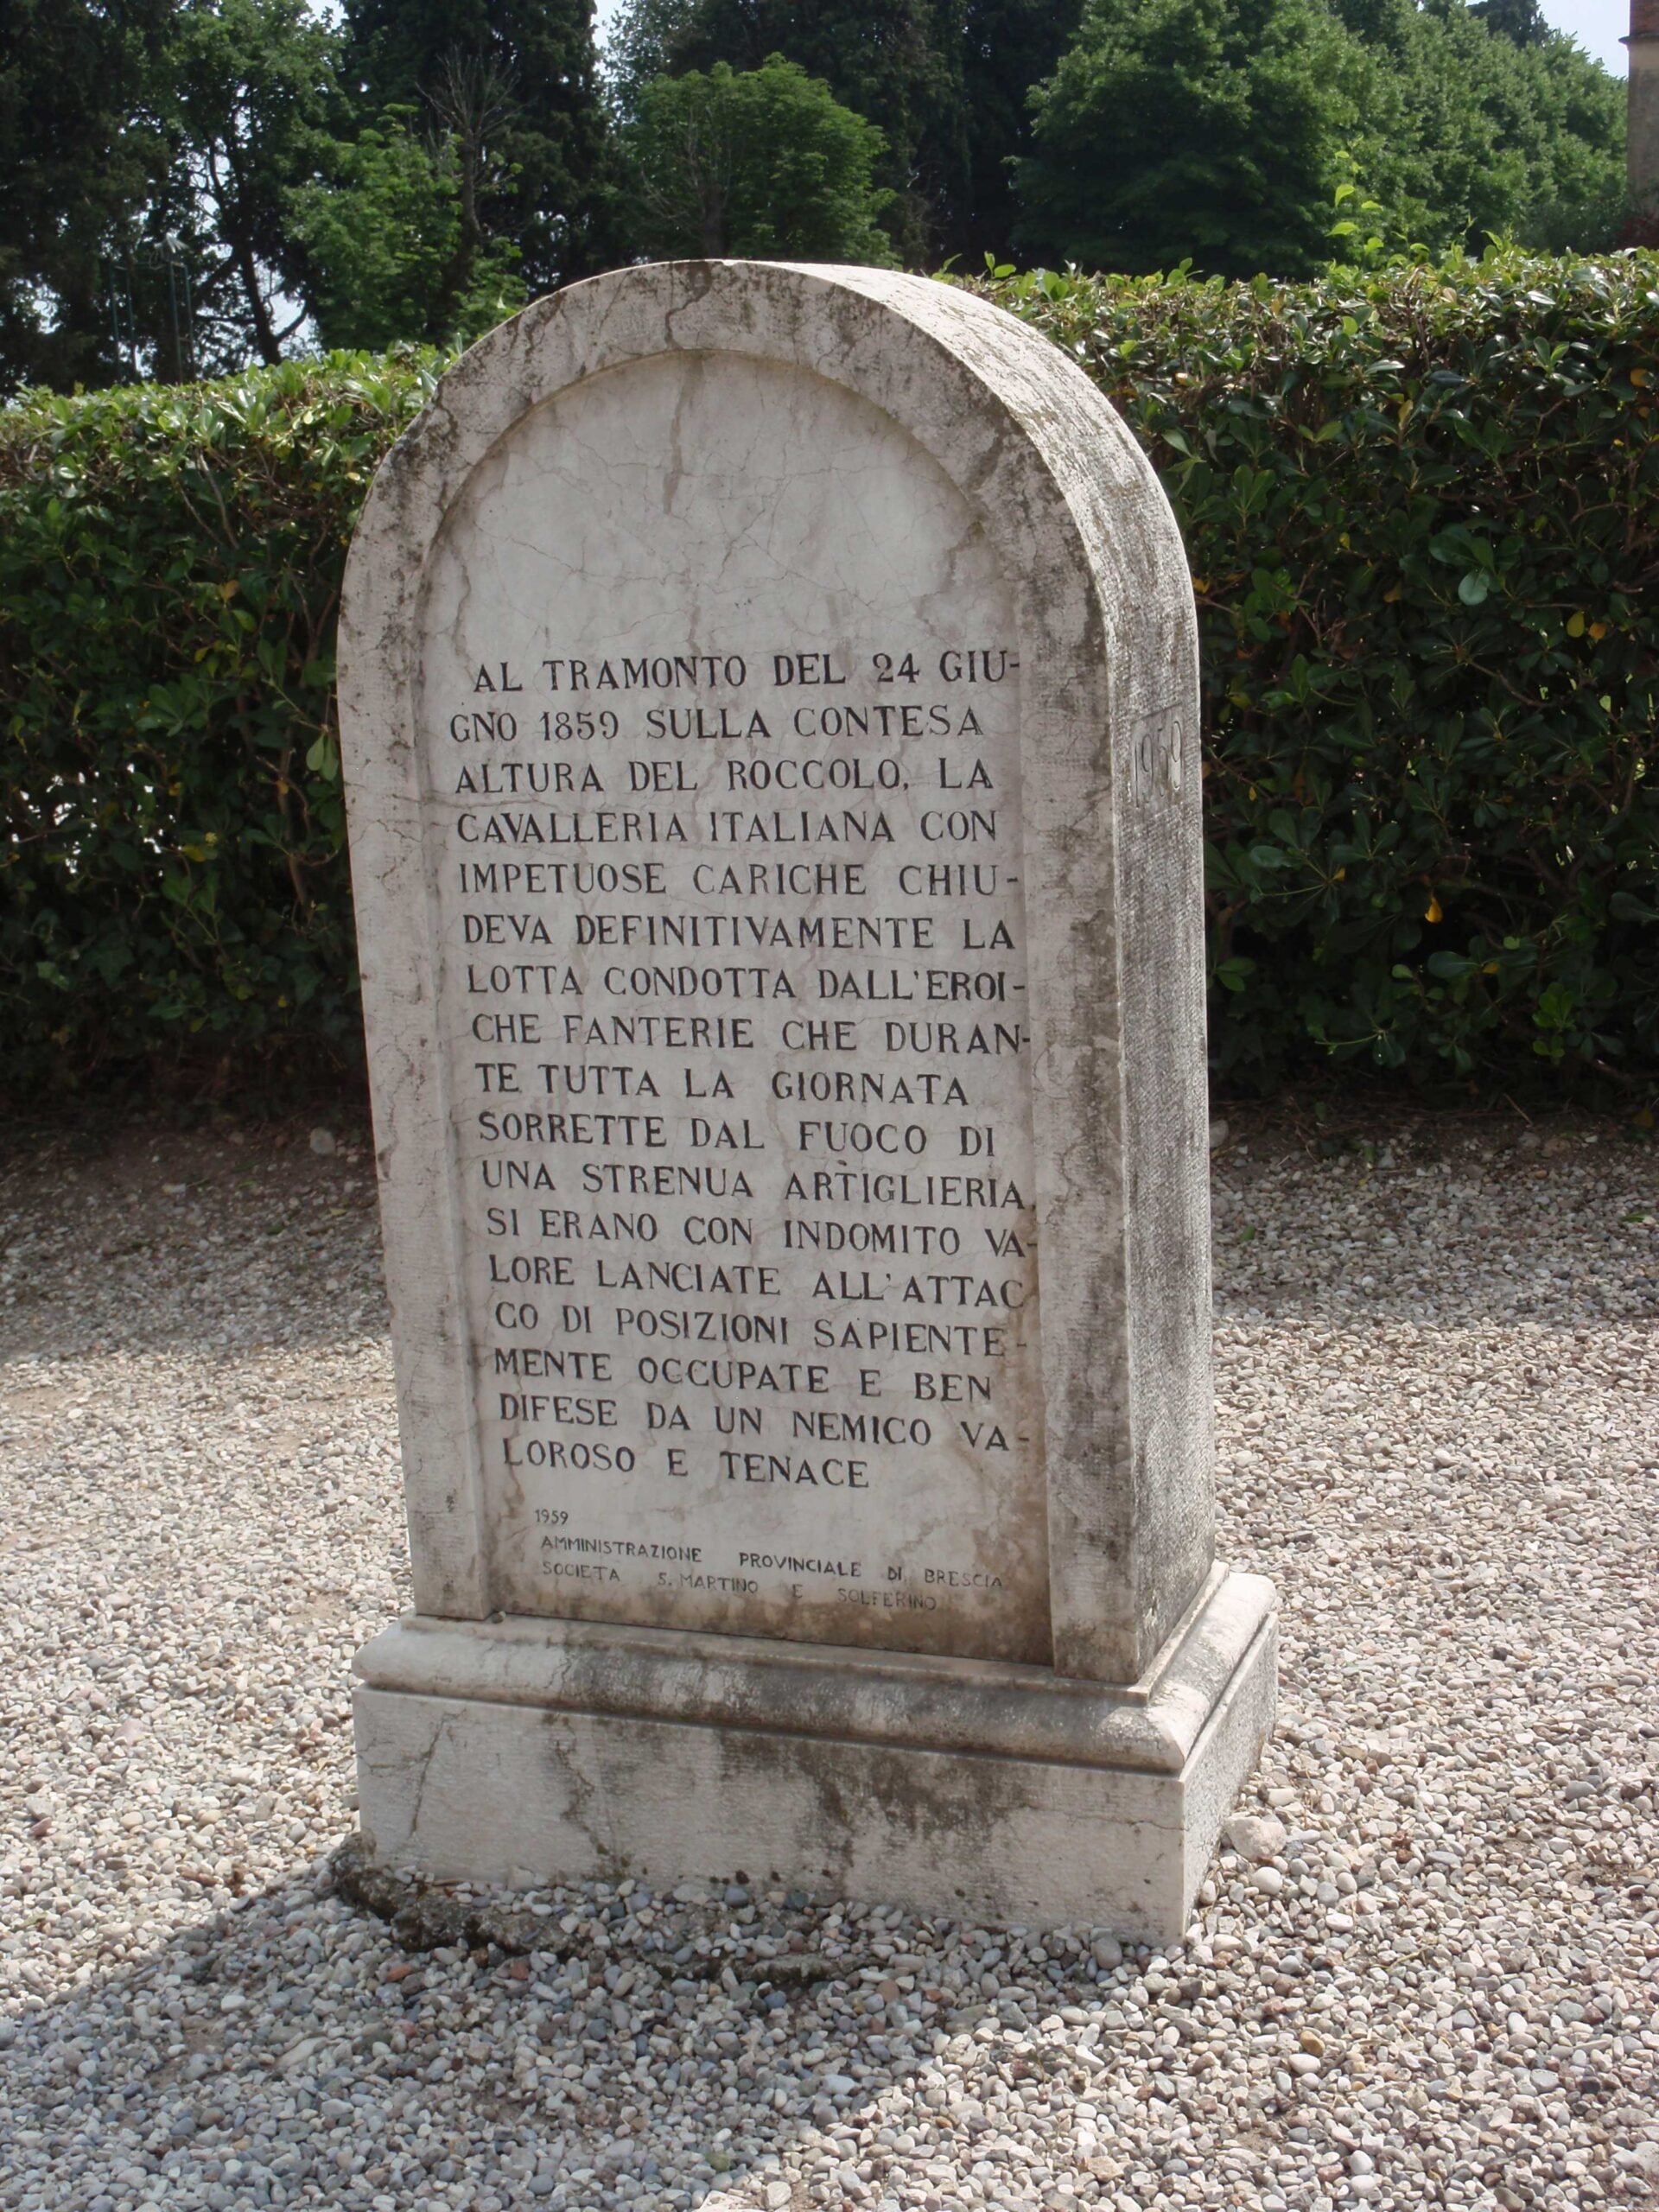 AL TRAMONTO DEL 24 GIU-
GNO 1859 SULLA CONTESA
ALTURA DEL ROCCOLO, LA
CAVALLERIA ITALIANA CON
IMPETUOSE CARICHE CHIU-
DEVA DEFINITIVAMENTE LA
LOTTA CONDOTTA DALL'EROI-
CHE FANTERIE CHE DURAN-
TE TUTTA LA GIORNATA
SORRETTE DAL FUOCO DI
UNA STRENUA ARTIGLIERIA,
SI ERANO CON INDOMITO VA-
LORE LANCIATE ALL'ATTAC
CO DI POSIZIONI SAPIENTE-
MENTE OCCUPATE E BEN
DIFESE DA UN NEMICO VA-
LOROSO E TENACE
1959
AMMINISTRAZIONE PROVINCIALE DI BRESCIA
SOCIETA S. MARTINO E SOLFERINO
1959